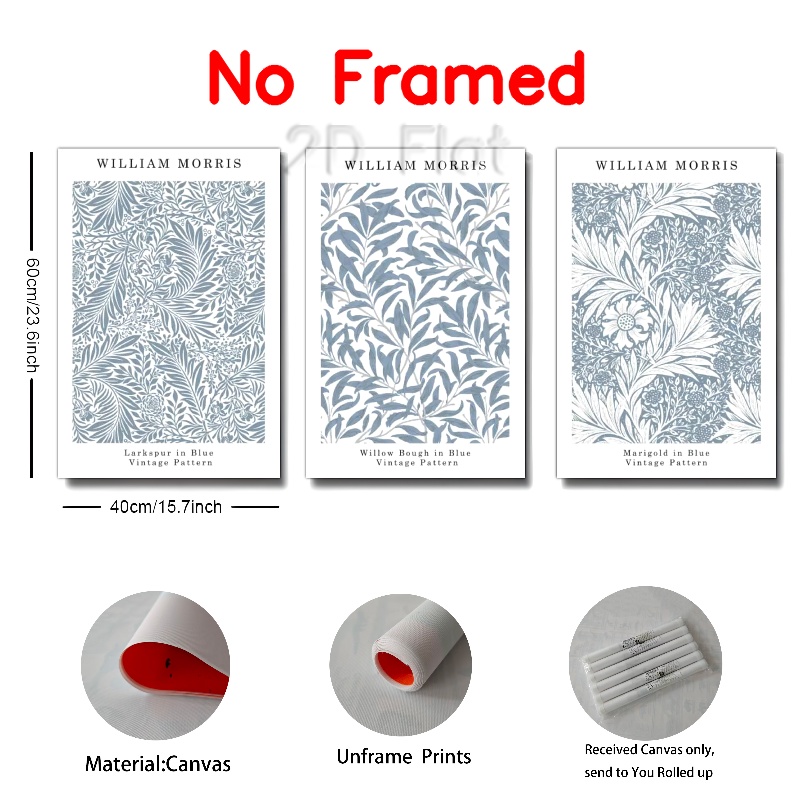 No Framed
2D Flat
60cm/23.6inch
WILLIAM MORRIS
Larkspur in Blue
Vintage Pattern
WILLIAM MORRIS
Willow Bough in Blue
Vintage Pattern
WILLIAM MORRIS
Marigold in Blue
Vintage Pattern
40cm/15.7inch
Material:Canvas
Unframe Prints
Received Canvas only,
send to You Rolled up